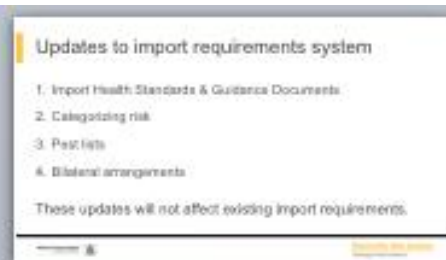 Updates to import requirements system
1. Import Health Standards & Guidance Documents
2. Categorizing risk
3. Pest lists
4. Bilateral arrangements
These updates will not affect existing import requirements.